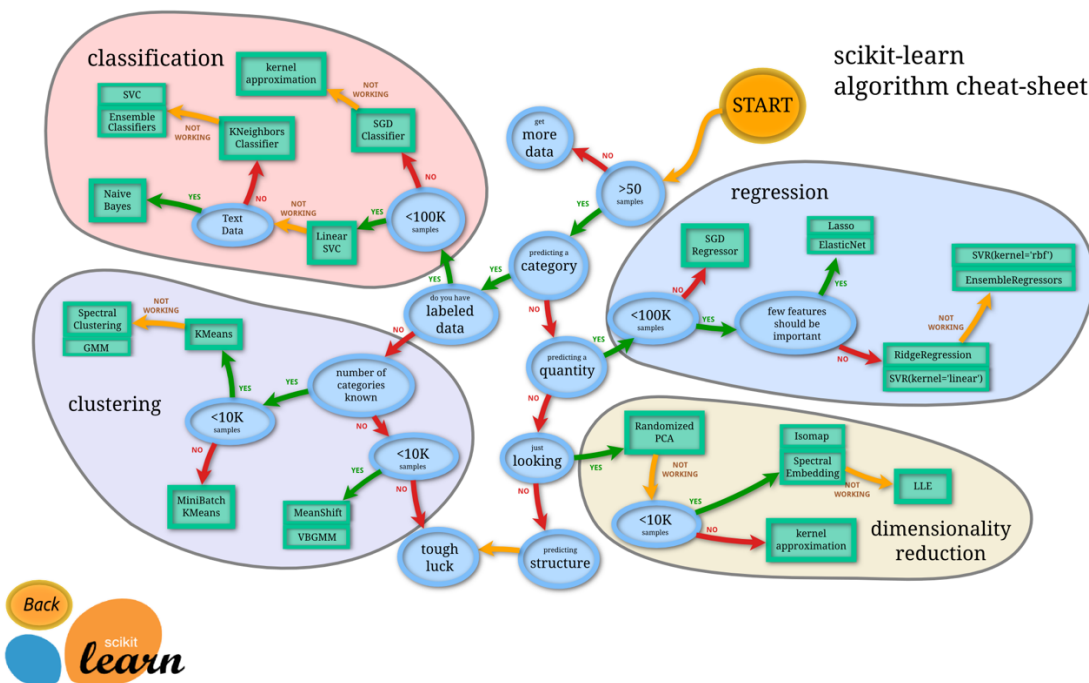 scikit-learn
algorithm cheat-sheet
START
classification
kernel
approximation
SVC
Ensemble
Classifiers
NOT
WORKING
KNeighbors
Classifier
NOT
WORKING
SGD
Classifier
Naive
Bayes
YES
Text
Data
NO
NOT
WORKING
Linear
SVC
YES
<100K
samples
NO
get
more
data
NO
>50
samples
YES
predicting a
category
YES
do you have
labeled
data
YES
NO
NO
predicting a
quantity
YES
NO
just
looking
YES
NO
predicting
structure
tough
luck
regression
SGD
Regressor
NO
<100K
samples
YES
Lasso
ElasticNet
YES
few features
should be
important
NO
SVR(kernel='rbf')
EnsembleRegressors
NOT
WORKING
RidgeRegression
SVR(kernel='linear')
clustering
Spectral
Clustering
GMM
NOT
WORKING
KMeans
YES
<10K
samples
YES
number of
categories
known
NO
NO
MiniBatch
KMeans
<10K
samples
YES
NO
MeanShift
VBGMM
Randomized
PCA
NOT
WORKING
<10K
samples
YES
NO
Isomap
Spectral
Embedding
NOT
WORKING
LLE
kernel
approximation
dimensionality
reduction
Back
scikit
learn